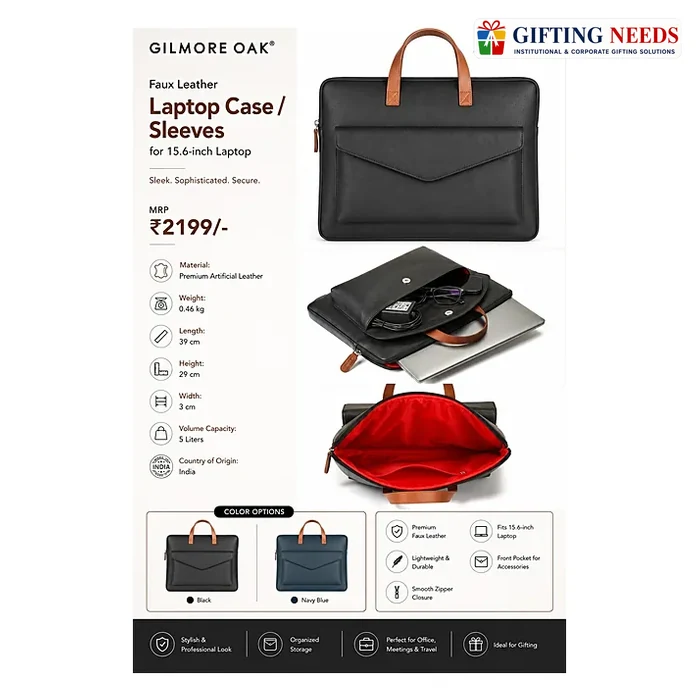 GIFTING NEEDS
INSTITUTIONAL & CORPORATE GIFTING SOLUTIONS
GILMORE OAK®
Faux Leather
Laptop Case /
Sleeves
for 15.6-inch Laptop
Sleek. Sophisticated. Secure.
MRP
₹2199/-
Material:
Premium Artificial Leather
Weight:
0.46 kg
Length:
39 cm
Height:
29 cm
Width:
3 cm
Volume Capacity:
5 Liters
INDIA
Country of Origin:
India
COLOR OPTIONS
Black
Navy Blue
Premium
Faux Leather
Fits 15.6-inch
Laptop
Lightweight &
Durable
Front Pocket for
Accessories
Smooth Zipper
Closure
Stylish &
Professional Look
Organized
Storage
Perfect for Office,
Meetings & Travel
Ideal for Gifting